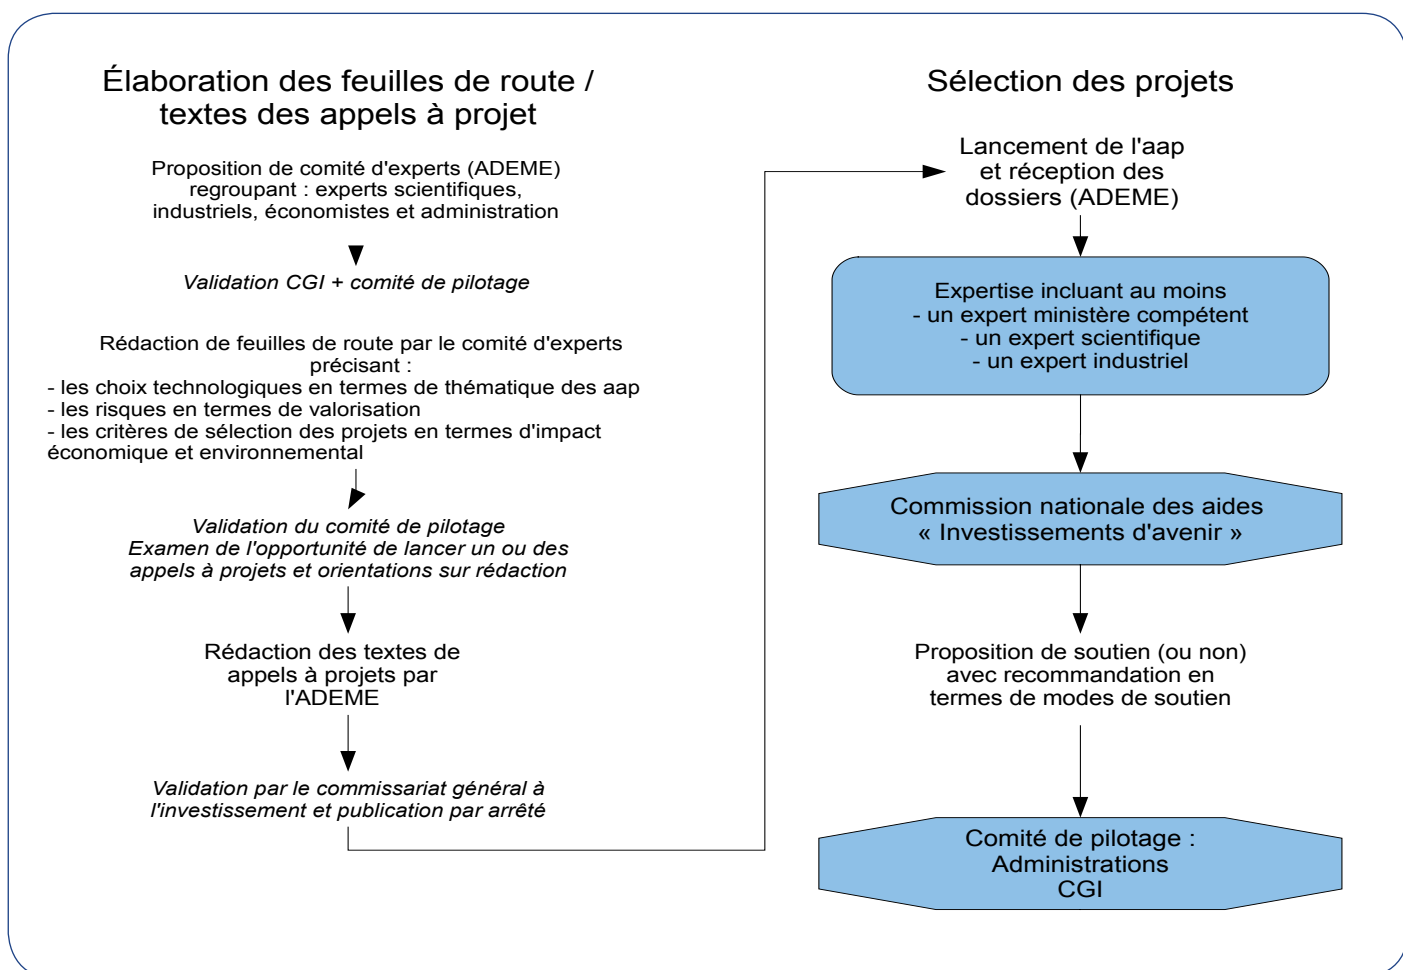 Élaboration des feuilles de route /
textes des appels à projet
Proposition de comité d'experts (ADEME)
regroupant : experts scientifiques,
industriels, économistes et administration
Validation CGI + comité de pilotage
Rédaction de feuilles de route par le comité d'experts
précisant :
- les choix technologiques en termes de thématique des aap
- les risques en termes de valorisation
- les critères de sélection des projets en termes d'impact
économique et environnemental
Validation du comité de pilotage
Examen de l'opportunité de lancer un ou des
appels à projets et orientations sur rédaction
Rédaction des textes de
appels à projets par
l'ADEME
Validation par le commissariat général à
l'investissement et publication par arrêté
Sélection des projets
Lancement de l'aap
et réception des
dossiers (ADEME)
Expertise incluant au moins
- un expert ministère compétent
- un expert scientifique
- un expert industriel
Commission nationale des aides
« Investissements d'avenir »
Proposition de soutien (ou non)
avec recommandation en
termes de modes de soutien
Comité de pilotage :
Administrations
CGI